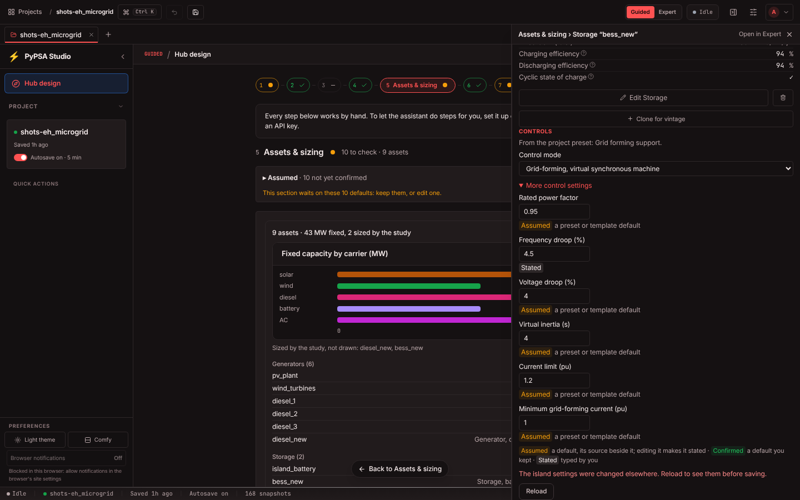 Projects / shots-eh_microgrid
Ctrl K
Guided Expert
Idle
A
shots-eh_microgrid
PyPSA Studio
Hub design
PROJECT
shots-eh_microgrid
Saved 1h ago
Autosave on · 5 min
QUICK ACTIONS
PREFERENCES
Light theme
Comfy
Browser notifications Off
Blocked in this browser: allow notifications in the
browser's site settings
GUIDED / Hub design
1
2
3
4
5 Assets & sizing
6
7
Every step below works by hand. To let the assistant do steps for you, set it up
an API key.
5 Assets & sizing 10 to check · 9 assets
Assumed · 10 not yet confirmed
This section waits on these 10 defaults: keep them, or edit one.
9 assets · 43 MW fixed, 2 sized by the study
Fixed capacity by carrier (MW)
solar
wind
diesel
battery
AC
8
Sized by the study, not drawn: diesel_new, bess_new
Generators (6)
pv_plant
wind_turbines
diesel_1
diesel_2
diesel_3
diesel_new Generator,
Storage (2)
island_battery
bess_new Storage,
Back to Assets & sizing
Assets & sizing › Storage "bess_new"
Open in Expert
Charging efficiency 94 %
Discharging efficiency 94 %
Cyclic state of charge ✓
Edit Storage
Clone for vintage
CONTROLS
From the project preset: Grid forming support.
Control mode
Grid-forming, virtual synchronous machine
More control settings
Rated power factor
0.95
Assumed a preset or template default
Frequency droop (%)
4.5
Stated
Voltage droop (%)
4
Assumed a preset or template default
Virtual inertia (s)
4
Assumed a preset or template default
Current limit (pu)
1.2
Assumed a preset or template default
Minimum grid-forming current (pu)
1
Assumed a preset or template default
Assumed a default, its source beside it; editing it makes it stated · Confirmed a default you
kept · Stated typed by you
The island settings were changed elsewhere. Reload to see them before saving.
Reload
Idle · shots-eh_microgrid · Saved 1h ago · Autosave on · 168 snapshots